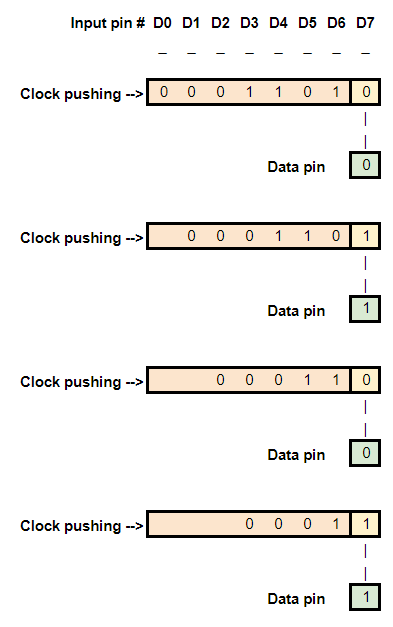 Input pin # D0 D1 D2 D3 D4 D5 D6 D7
_ _ _ _ _ _ _ _
Clock pushing --> 0 0 0 1 1 0 1 0
|
|
Data pin 0
Clock pushing --> 0 0 0 1 1 0 1
|
|
Data pin 1
Clock pushing --> 0 0 0 1 1 0
|
|
Data pin 0
Clock pushing --> 0 0 0 1 1
|
|
Data pin 1